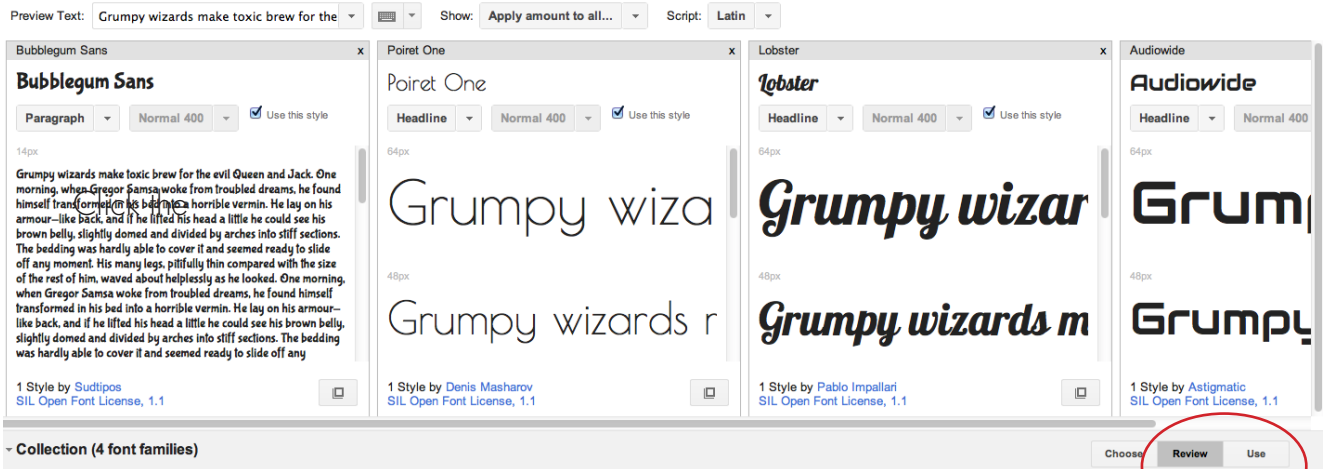 Preview Text: Grumpy wizards make toxic brew for the Show: Apply amount to all... Script: Latin
Bubblegum Sans x
Bubblegum Sans
Paragraph Normal 400 Use this style
14px
Grumpy wizards make toxic brew for the evil Queen and Jack. One
morning, when Gregor Samsa woke from troubled dreams, he found
himself transformed in his bed into a horrible vermin. He lay on his
Click the
armour–like back, and if he lifted his head a little he could see his
brown belly, slightly domed and divided by arches into stiff sections.
The bedding was hardly able to cover it and seemed ready to slide
off any moment. His many legs, pitifully thin compared with the size
of the rest of him, waved about helplessly as he looked. One morning,
when Gregor Samsa woke from troubled dreams, he found himself
transformed in his bed into a horrible vermin. He lay on his armour–
like back, and if he lifted his head a little he could see his brown belly,
slightly domed and divided by arches into stiff sections. The bedding
was hardly able to cover it and seemed ready to slide off any
1 Style by Sudtipos
SIL Open Font License, 1.1
Poiret One x
Poiret One
Headline Normal 400 Use this style
64px
Grumpy wiza
48px
Grumpy wizards r
1 Style by Denis Masharov
SIL Open Font License, 1.1
Lobster x
Lobster
Headline Normal 400 Use this style
64px
Grumpy wizar
48px
Grumpy wizards m
1 Style by Pablo Impallari
SIL Open Font License, 1.1
Audiowide
Audiowide
Headline Normal 400
64px
Grum
48px
Grumpy
1 Style by Astigmatic
SIL Open Font License, 1.1
Collection (4 font families) Choose Review Use